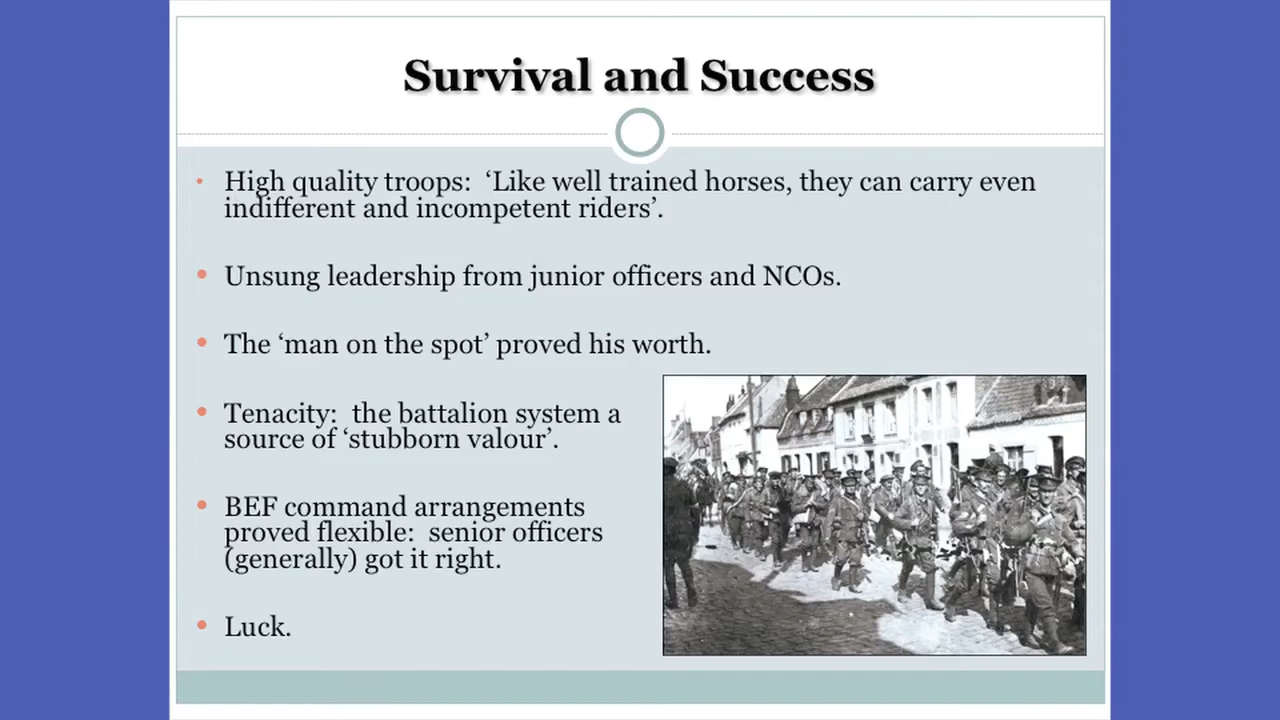 Survival and Success
• High quality troops:  ‘Like well trained horses, they can carry even
indifferent and incompetent riders’.
• Unsung leadership from junior officers and NCOs.
• The ‘man on the spot’ proved his worth.
• Tenacity:  the battalion system a
source of ‘stubborn valour’.
• BEF command arrangements
proved flexible:  senior officers
(generally) got it right.
• Luck.